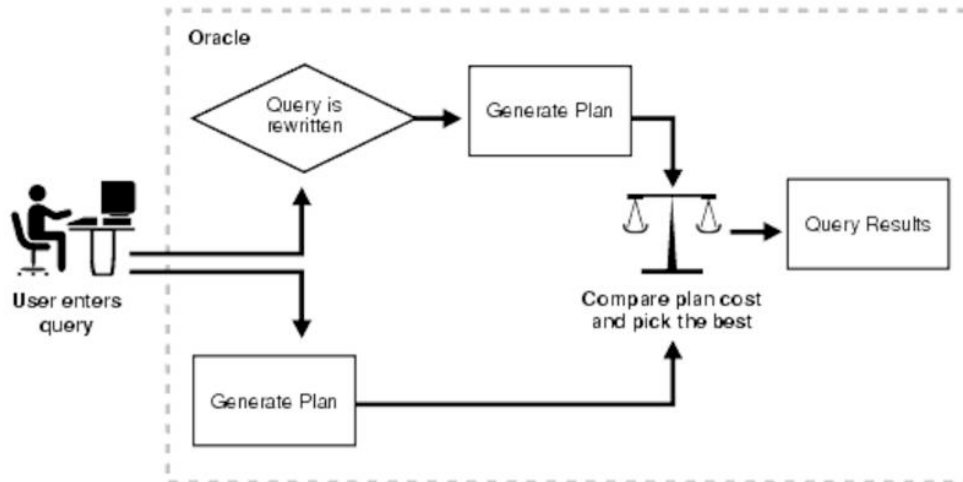 Oracle
Query is
rewritten
Generate Plan
User enters
query
Compare plan cost
and pick the best
Query Results
Generate Plan